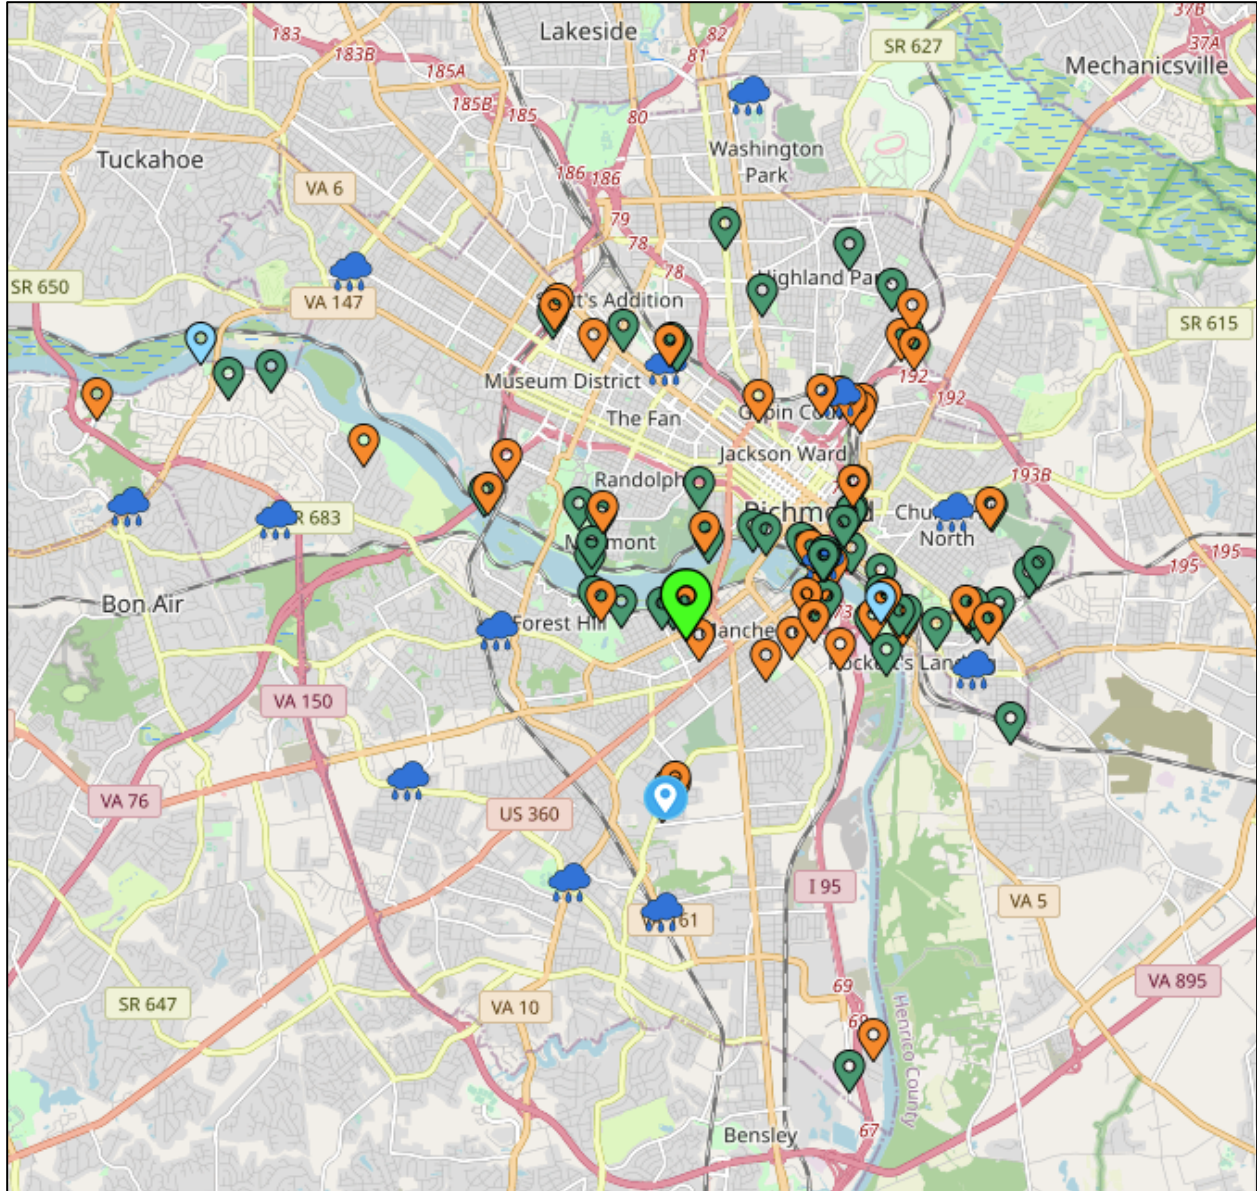 183
82
Lakeside
37B
SR 627
37A
183B
81
185A
Mechanicsville
185B
185
80
Washington
Park
Tuckahoe
186
186
VA 6
79
78
78
SR 650
VA 147
Addition
SR 615
Museum District
192
192
The Fan
Jackson Ward
193B
Randolph
North
195
195
Bon Air
Forest Hill
VA 150
VA 76
US 360
I 95
VA 5
VA 895
69
SR 647
VA 10
Henrico County
67
Bensley